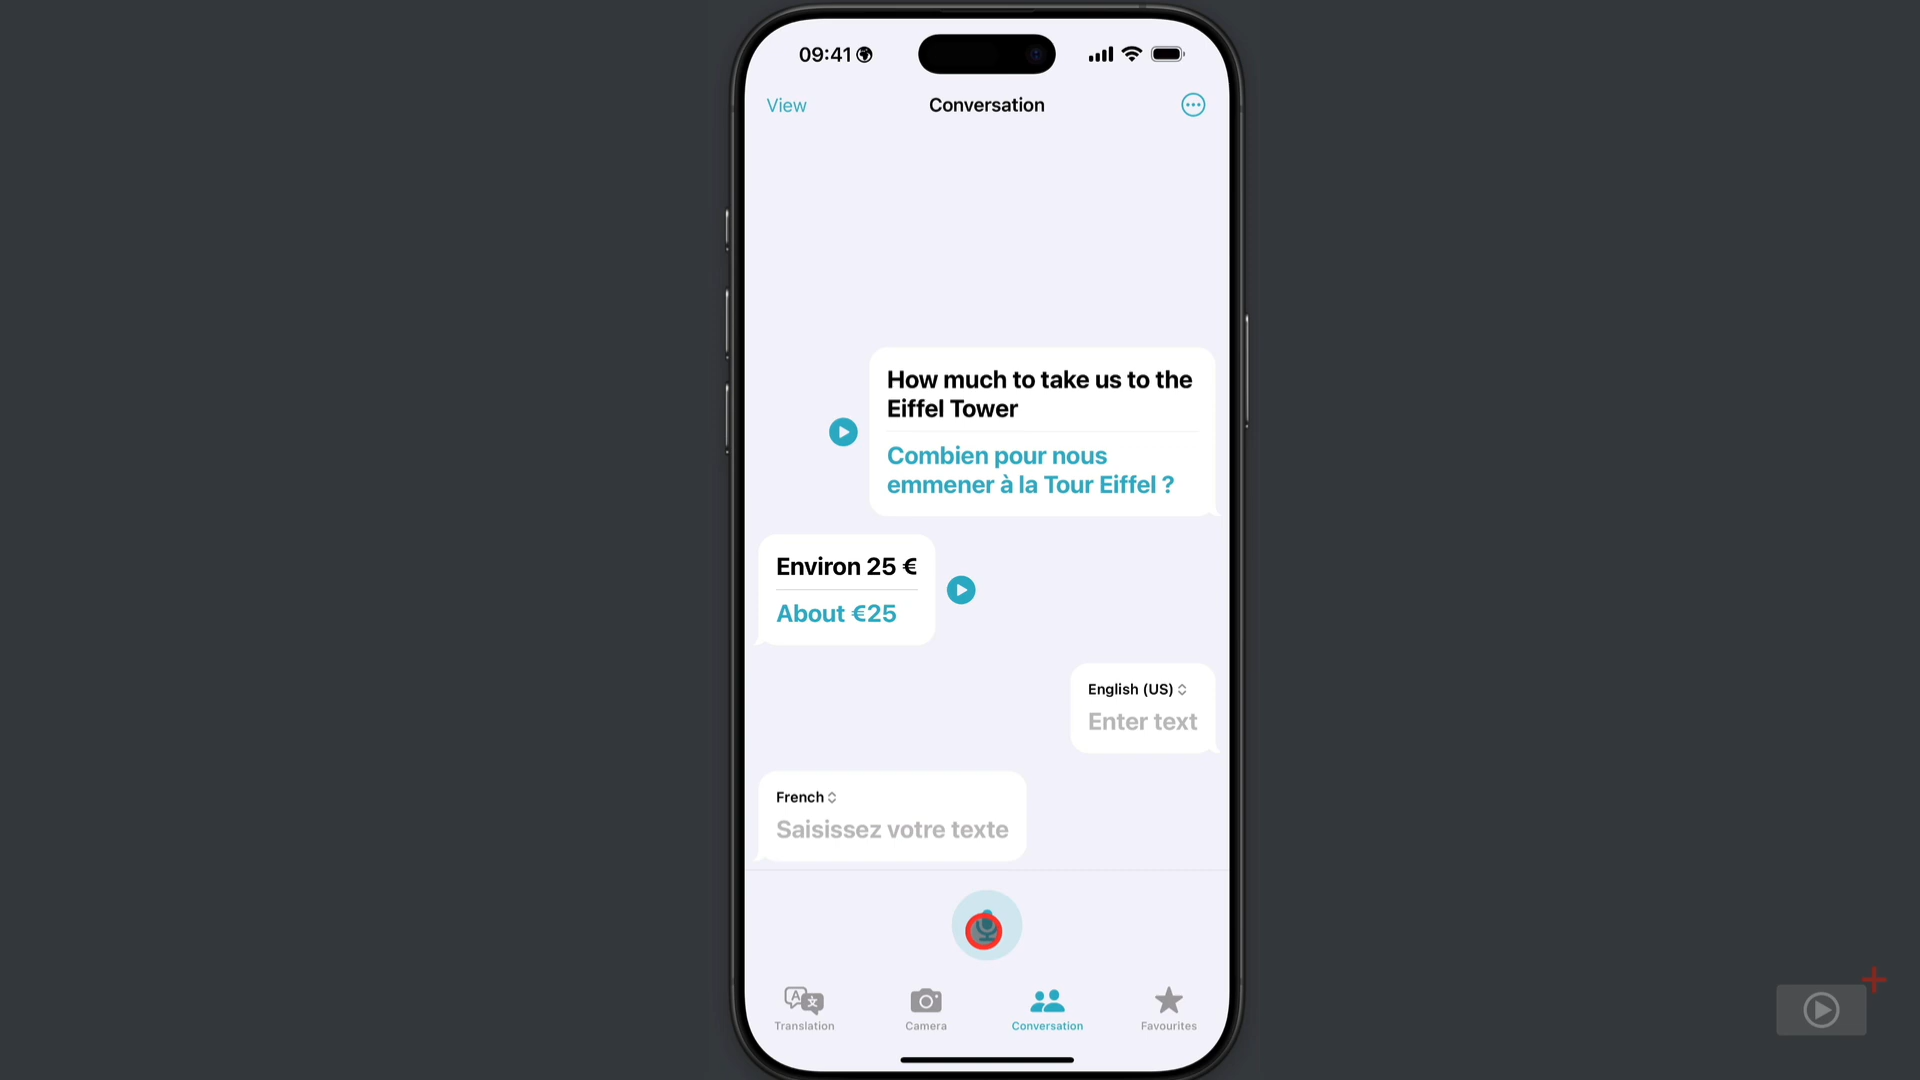 09:41
View
Conversation
How much to take us to the
Eiffel Tower
Combien pour nous
emmener à la Tour Eiffel ?
Environ 25 €
About €25
English (US)
Enter text
French
Saisissez votre texte
Translation
Camera
Conversation
Favourites